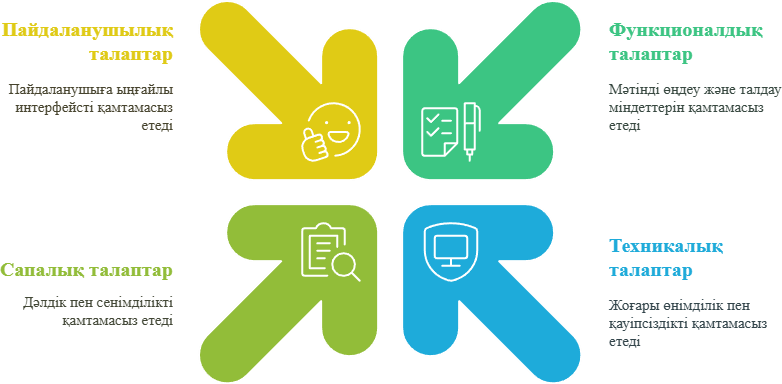 Пайдаланушылық
талаптар
Пайдаланушыға ыңғайлы
интерфейсті қамтамасыз
етеді
Функционалдық
талаптар
Мәтінді өңдеу және талдау
міндеттерін қамтамасыз
етеді
Сапалық талаптар
Дәлдік пен сенімділікті
қамтамасыз етеді
Техникалық
талаптар
Жоғары өнімділік пен
қауіпсіздікті қамтамасыз
етеді